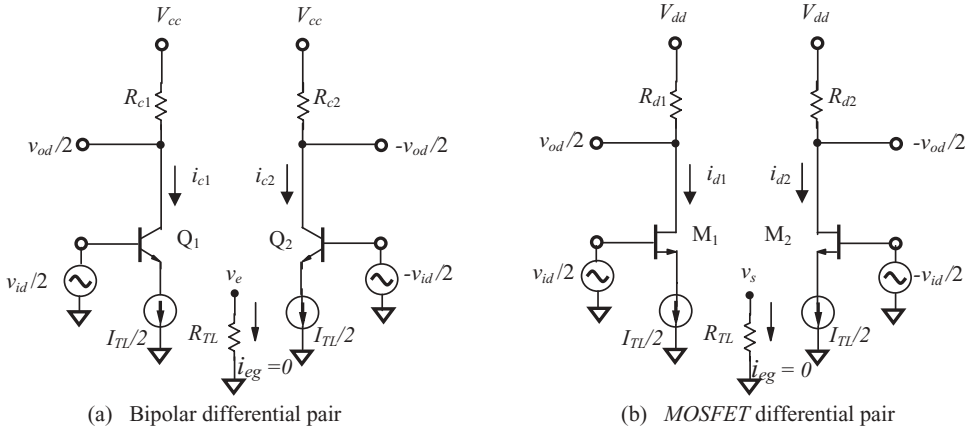 V_cc V_cc V_dd V_dd
R_c1 R_c2 R_d1 R_d2
v_od/2 -v_od/2 v_od/2 -v_od/2
i_c1 i_c2 i_d1 i_d2
Q_1 Q_2 M_1 M_2
v_id/2 v_e -v_id/2 v_id/2 v_s -v_id/2
I_TL/2 R_TL I_TL/2 I_TL/2 R_TL I_TL/2
i_eg =0 i_eg = 0
(a) Bipolar differential pair (b) MOSFET differential pair